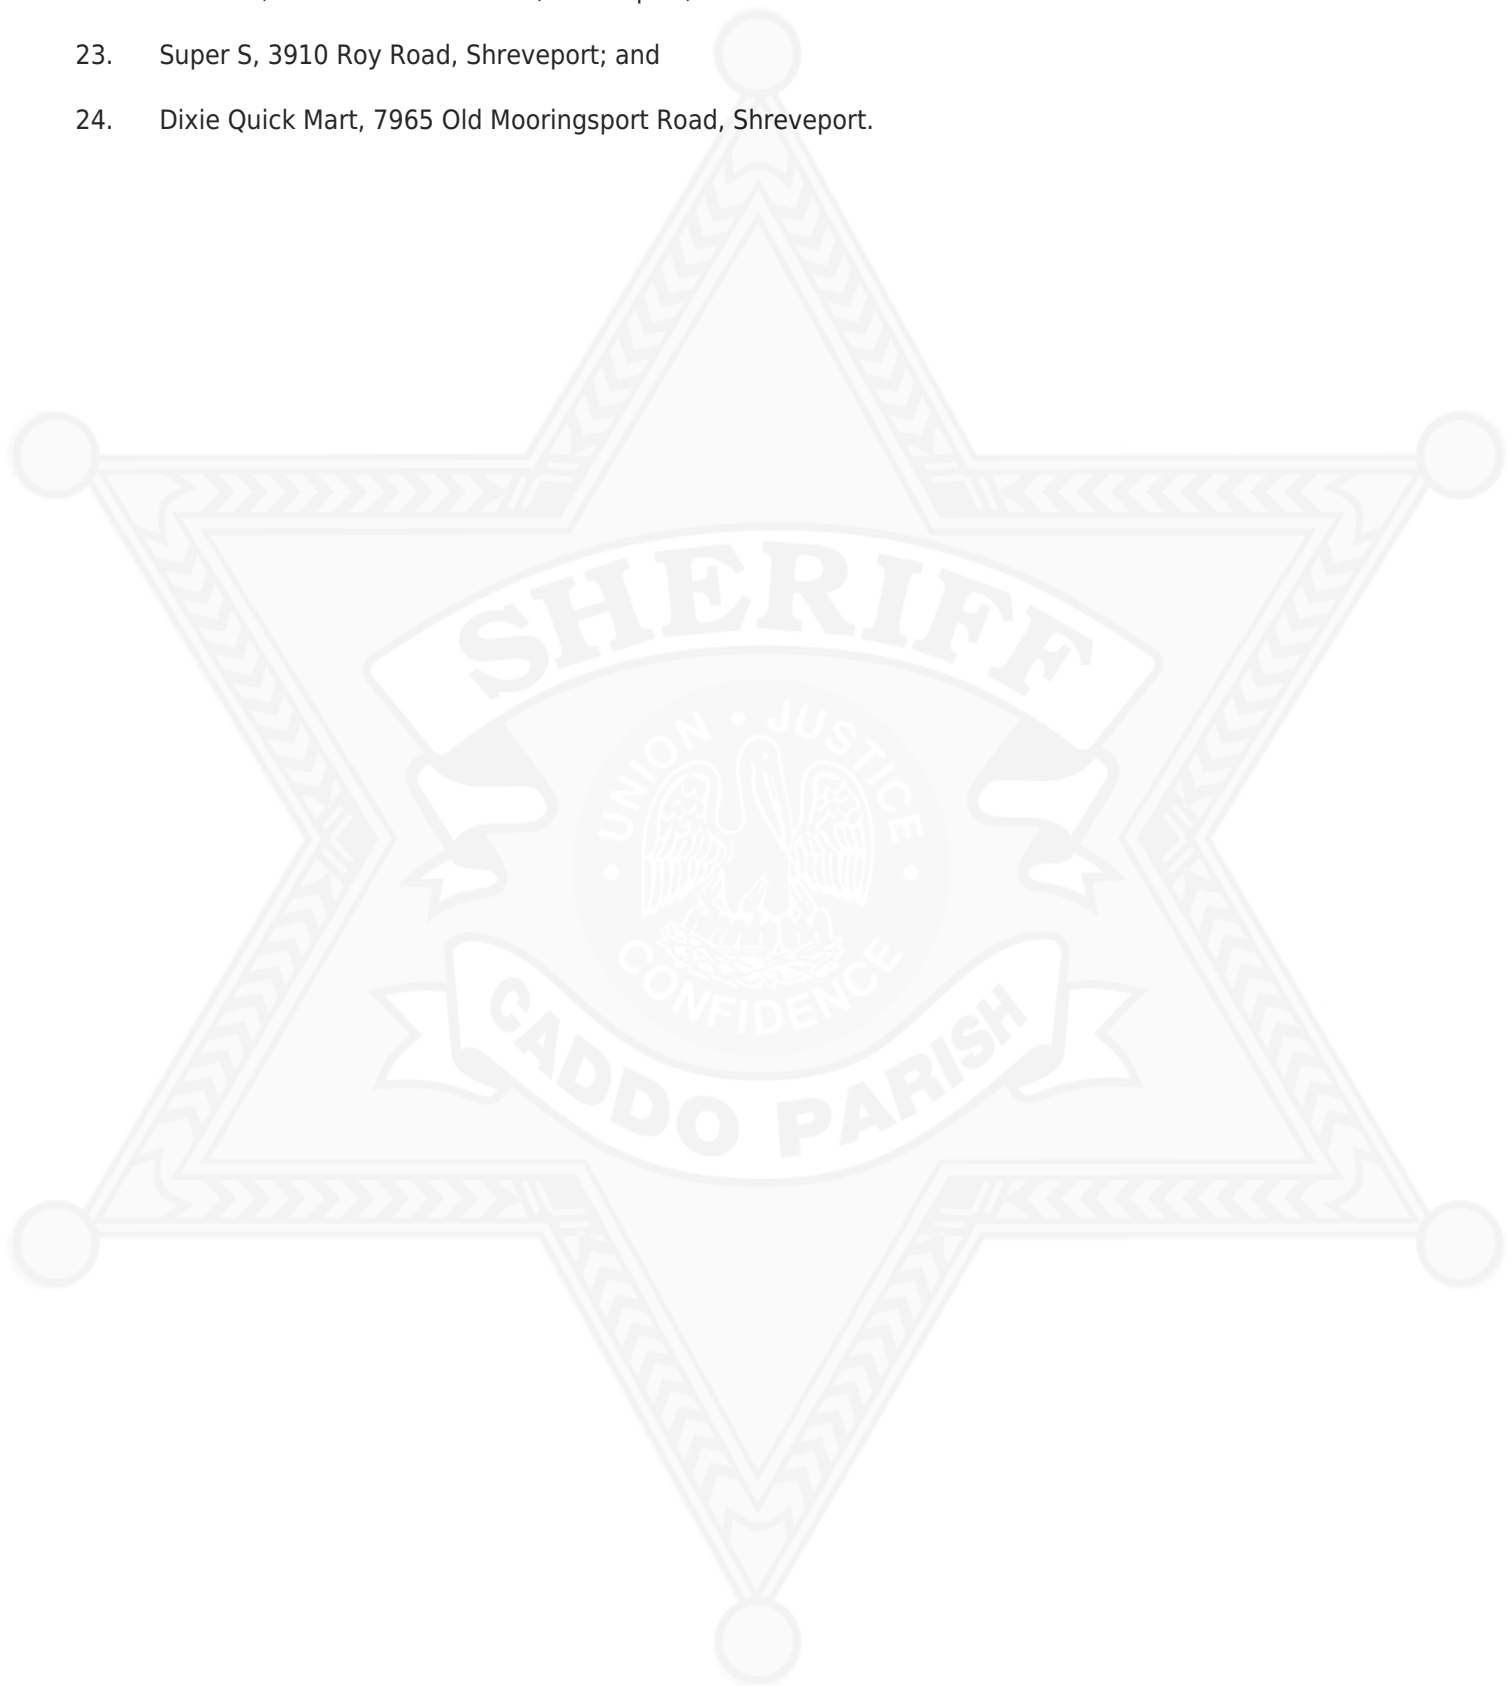 23. Super S, 3910 Roy Road, Shreveport; and
24. Dixie Quick Mart, 7965 Old Mooringsport Road, Shreveport.
SHERIFF
UNION • JUSTICE
CONFIDENCE
CADDO PARISH